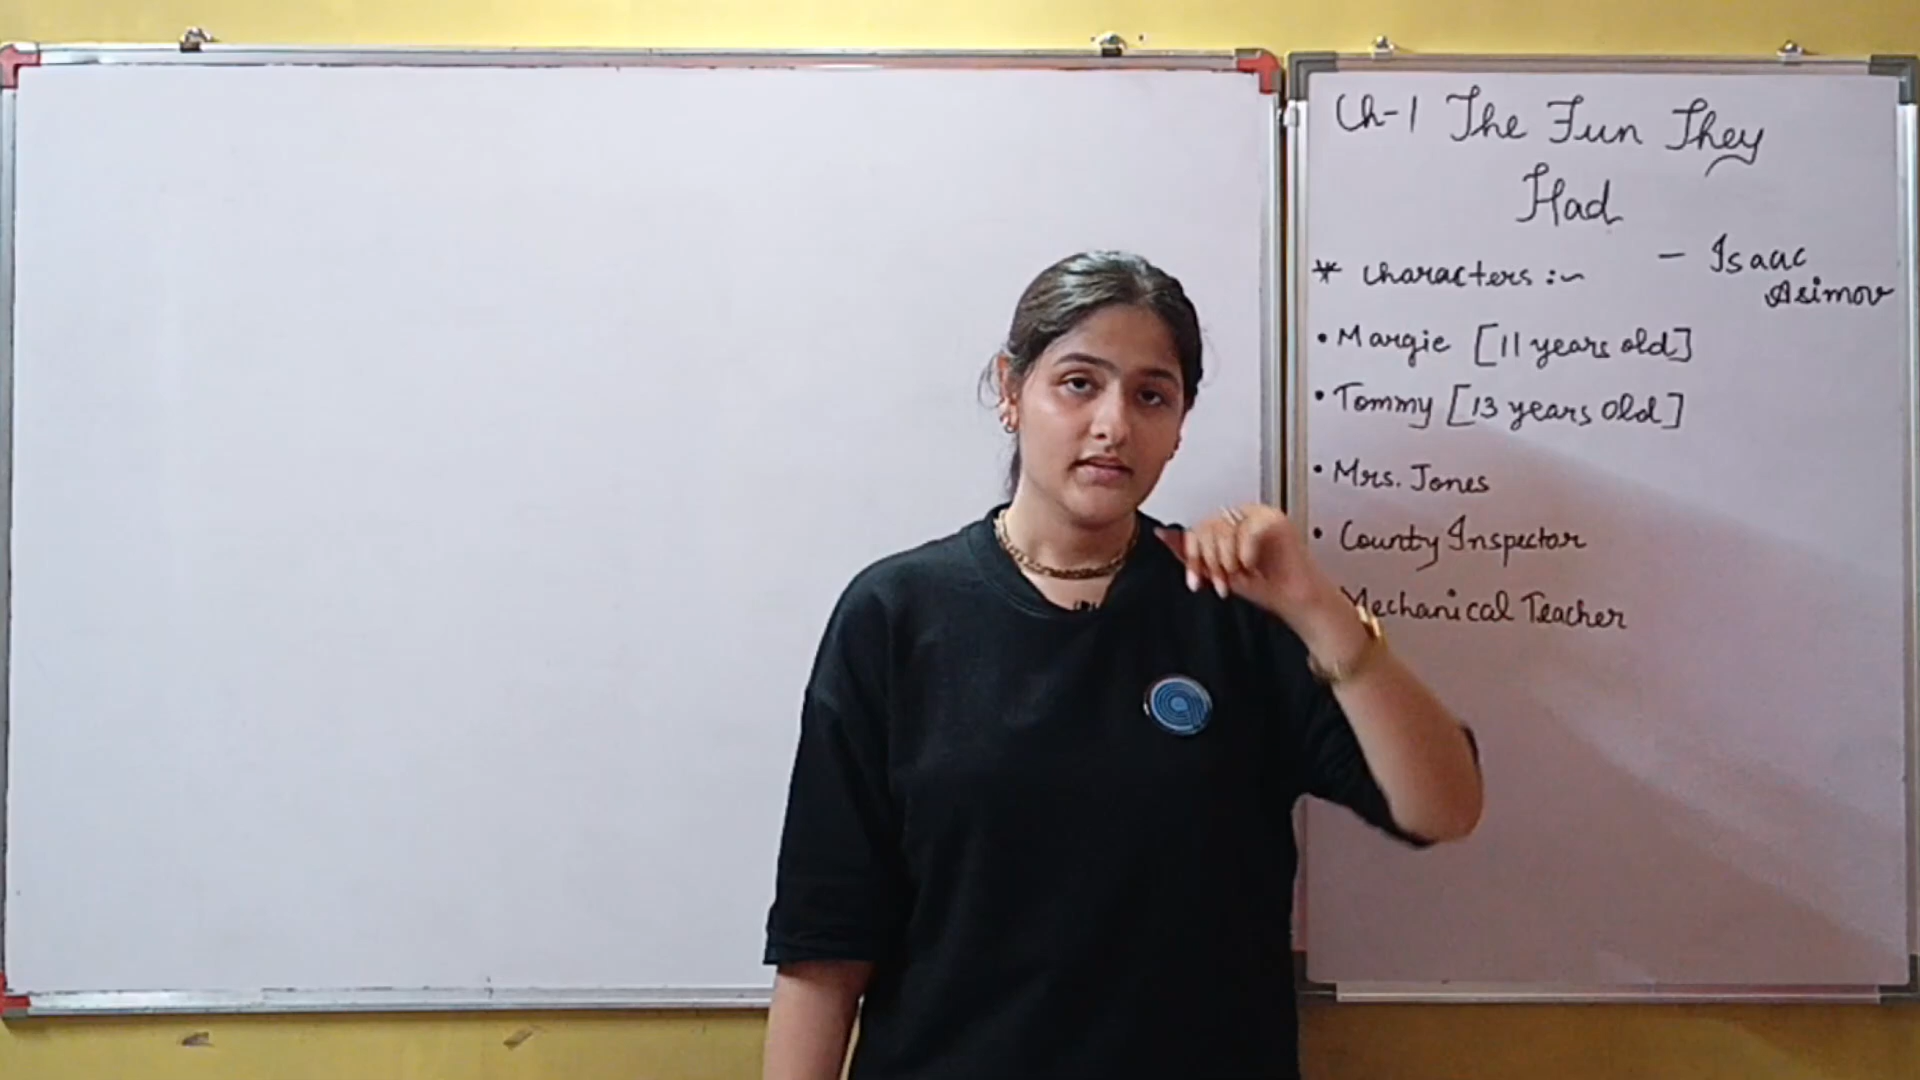 Ch-1 The Fun They
Had
- Isaac
Asimov
* Characters :-
• Margie [11 years old]
• Tommy [13 years old]
• Mrs. Jones
• County Inspector
Mechanical Teacher